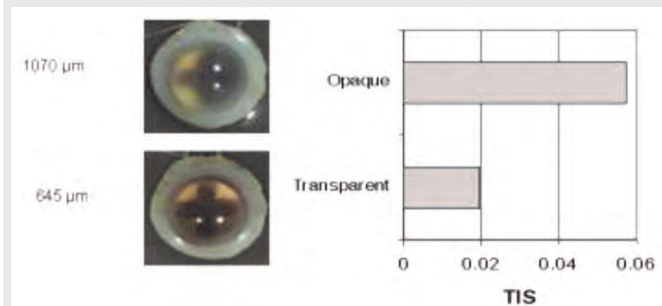 1070 µm
645 µm
Opaque
Transparent
0 0.02 0.04 0.06
TIS